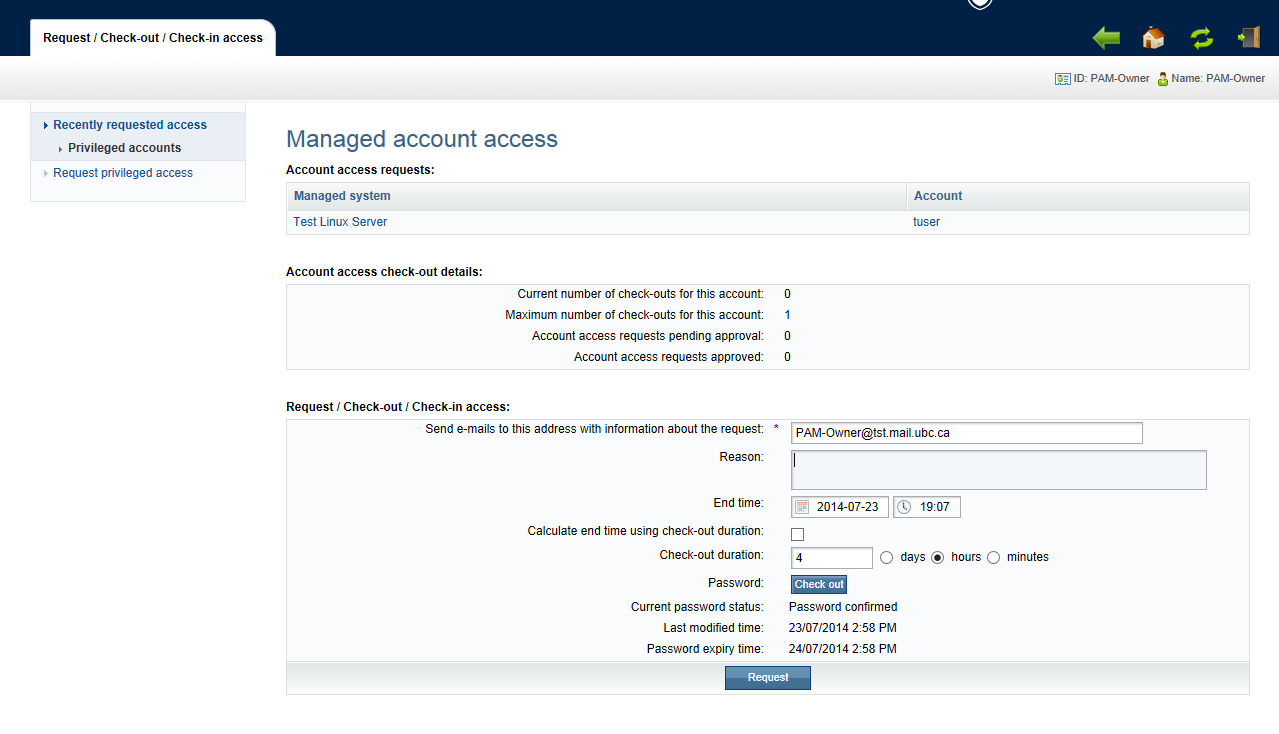 Request / Check-out / Check-in access
ID: PAM-Owner Name: PAM-Owner
Recently requested access
Privileged accounts
Request privileged access
Managed account access
Account access requests:
Managed system Account
Test Linux Server tuser
Account access check-out details:
Current number of check-outs for this account: 0
Maximum number of check-outs for this account: 1
Account access requests pending approval: 0
Account access requests approved: 0
Request / Check-out / Check-in access:
Send e-mails to this address with information about the request: * PAM-Owner@tst.mail.ubc.ca
Reason:
End time: 2014-07-23 19:07
Calculate end time using check-out duration:
Check-out duration: 4 days hours minutes
Password: Check out
Current password status: Password confirmed
Last modified time: 23/07/2014 2:58 PM
Password expiry time: 24/07/2014 2:58 PM
Request